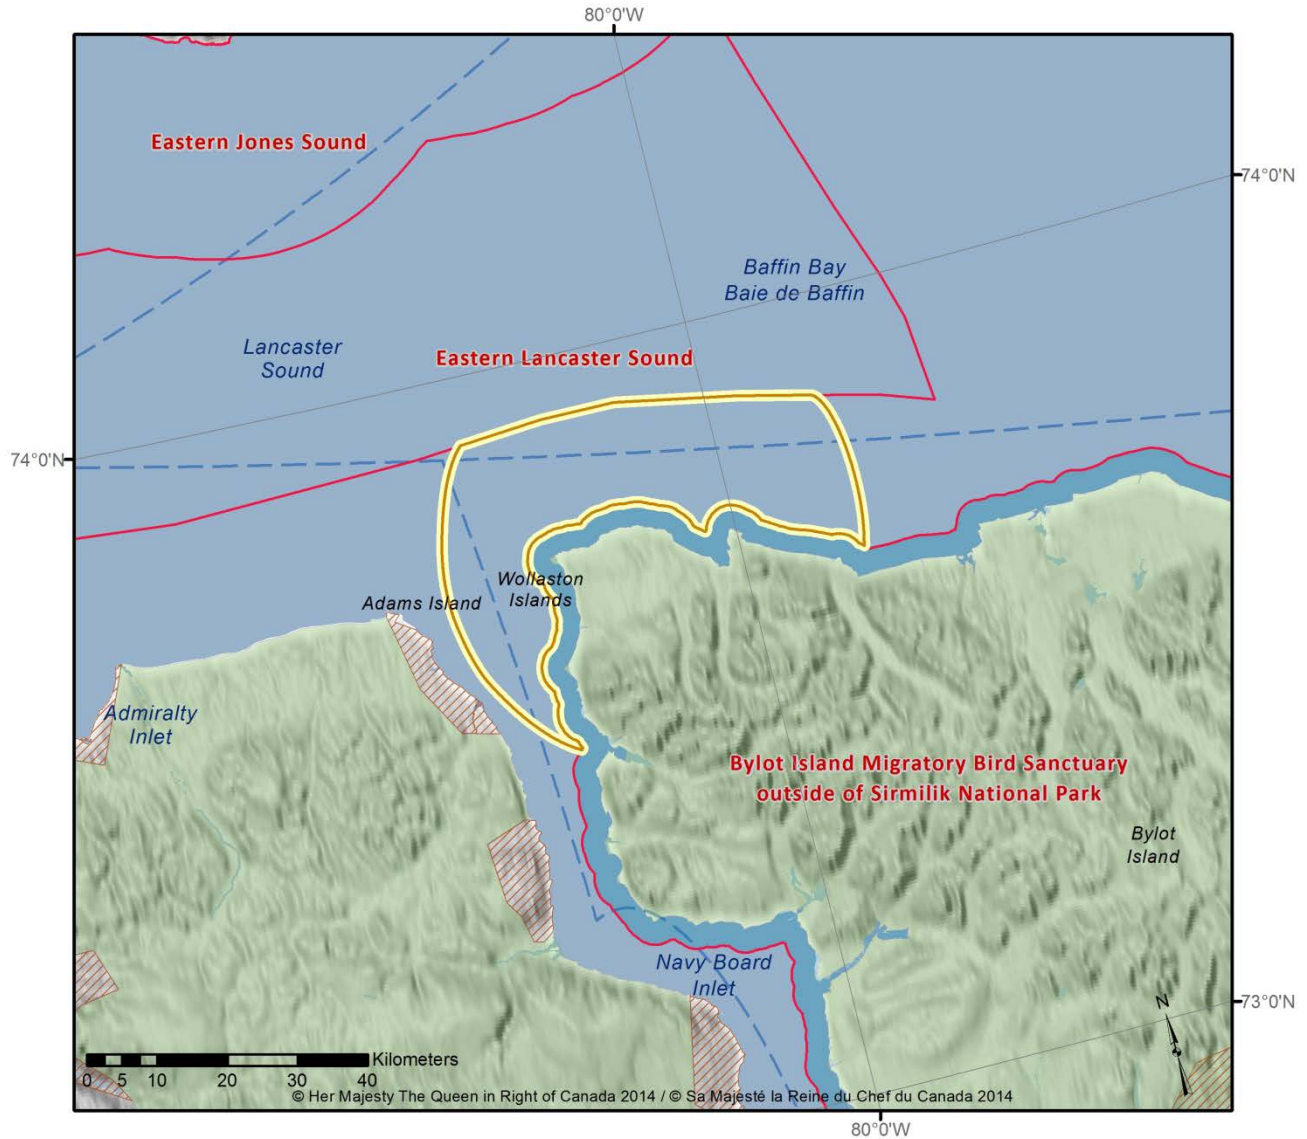 80°0'W
Eastern Jones Sound
74°0'N
Baffin Bay
Baie de Baffin
Lancaster
Sound
Eastern Lancaster Sound
74°0'N
Wollaston
Islands
Adams Island
Admiralty
Inlet
Bylot Island Migratory Bird Sanctuary
outside of Sirmilik National Park
Bylot
Island
Navy Board
Inlet
N
73°0'N
Kilometers
0 5 10 20 30 40
© Her Majesty The Queen in Right of Canada 2014 / © Sa Majesté la Reine du Chef du Canada 2014
80°0'W